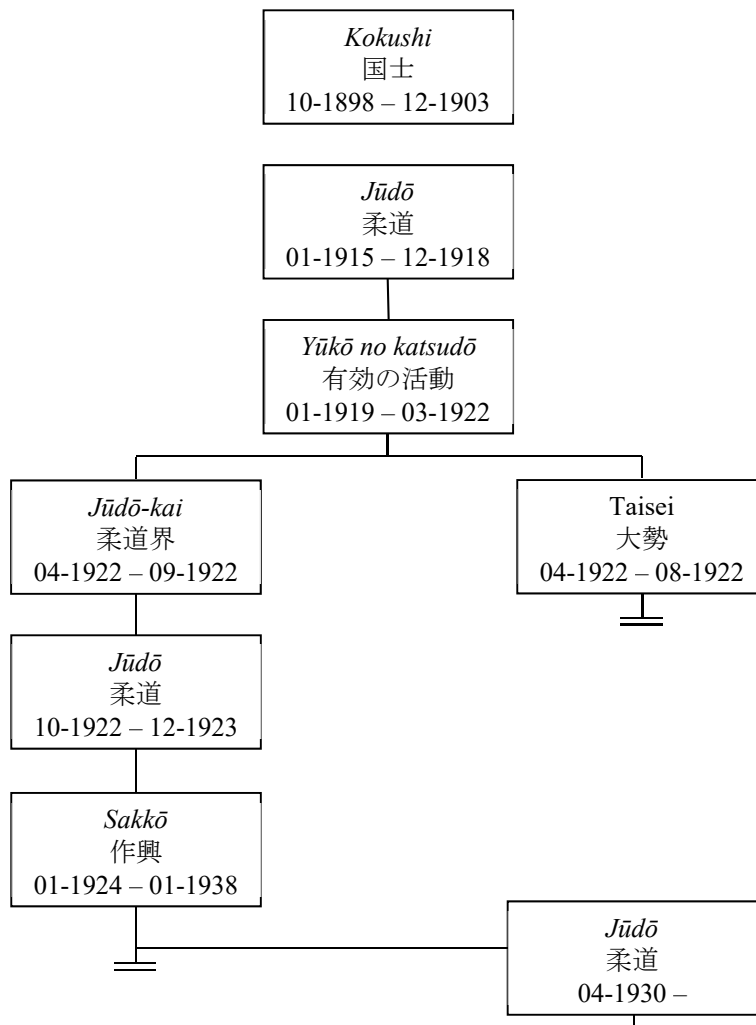 Kokushi
国士
10-1898 – 12-1903
Jūdō
柔道
01-1915 – 12-1918
Yūkō no katsudō
有効の活動
01-1919 – 03-1922
Jūdō-kai
柔道界
04-1922 – 09-1922
Taisei
大勢
04-1922 – 08-1922
Jūdō
柔道
10-1922 – 12-1923
Sakkō
作興
01-1924 – 01-1938
Jūdō
柔道
04-1930 –